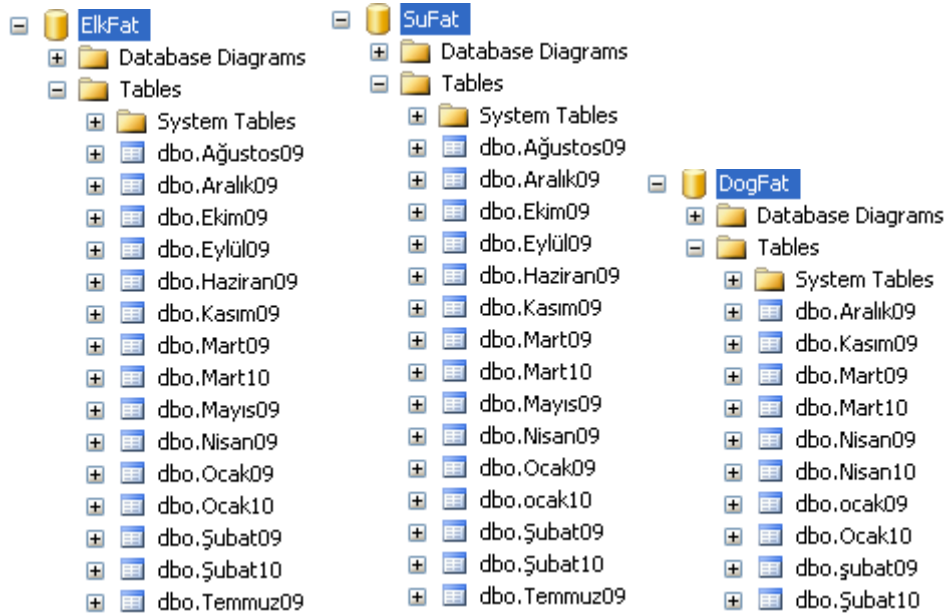 ElkFat
Database Diagrams
Tables
System Tables
dbo.Ağustos09
dbo.Aralık09
dbo.Ekim09
dbo.Eylül09
dbo.Haziran09
dbo.Kasım09
dbo.Mart09
dbo.Mart10
dbo.Mayıs09
dbo.Nisan09
dbo.Ocak09
dbo.Ocak10
dbo.Şubat09
dbo.Şubat10
dbo.Temmuz09
SuFat
Database Diagrams
Tables
System Tables
dbo.Ağustos09
dbo.Aralık09
dbo.Ekim09
dbo.Eylül09
dbo.Haziran09
dbo.Kasım09
dbo.Mart09
dbo.Mart10
dbo.Mayıs09
dbo.Nisan09
dbo.Ocak09
dbo.ocak10
dbo.Şubat09
dbo.Şubat10
dbo.Temmuz09
DogFat
Database Diagrams
Tables
System Tables
dbo.Aralık09
dbo.Kasım09
dbo.Mart09
dbo.Mart10
dbo.Nisan09
dbo.Nisan10
dbo.ocak09
dbo.Ocak10
dbo.şubat09
dbo.Şubat10